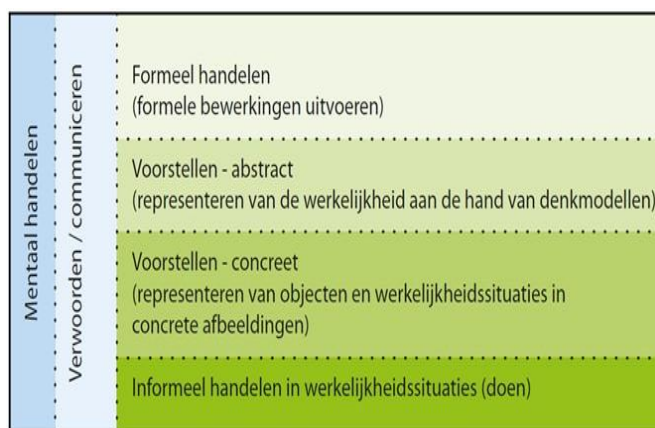 Mentaal handelen
Verwoorden / communiceren
Formeel handelen
(formele bewerkingen uitvoeren)
Voorstellen - abstract
(representeren van de werkelijkheid aan de hand van denkmodellen)
Voorstellen - concreet
(representeren van objecten en werkelijkheidssituaties in
concrete afbeeldingen)
Informeel handelen in werkelijkheidssituaties (doen)